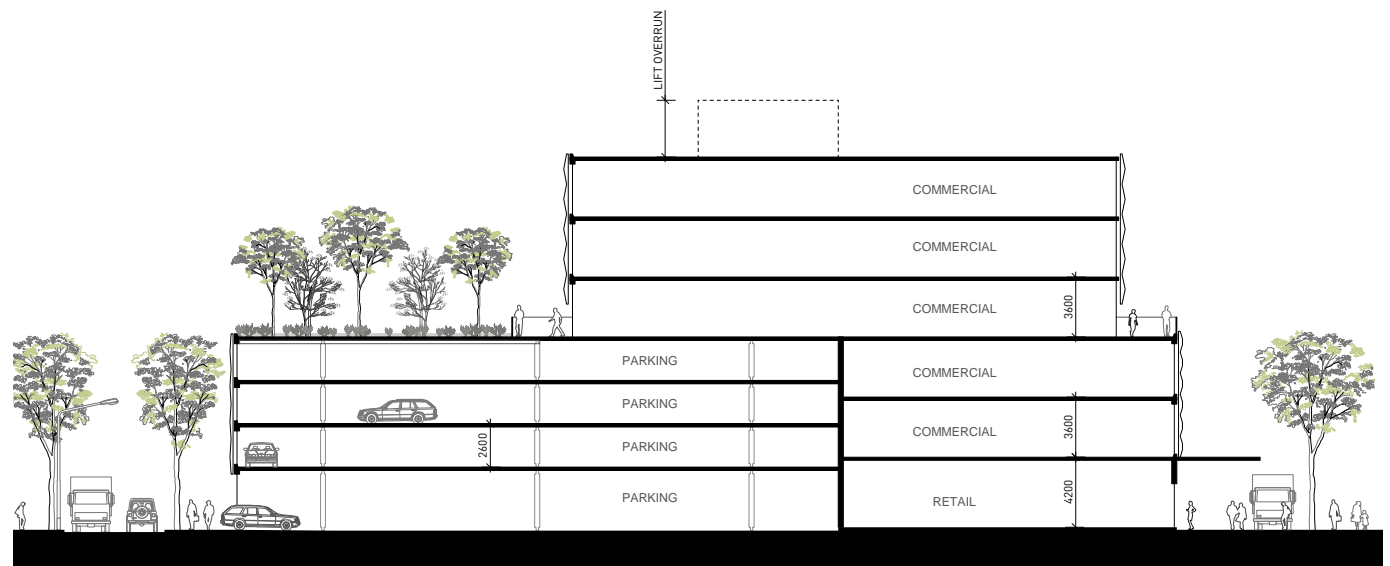 LIFT OVERRUN
COMMERCIAL
COMMERCIAL
COMMERCIAL
3600
PARKING
COMMERCIAL
PARKING
COMMERCIAL
3600
2600
PARKING
PARKING
RETAIL
4200